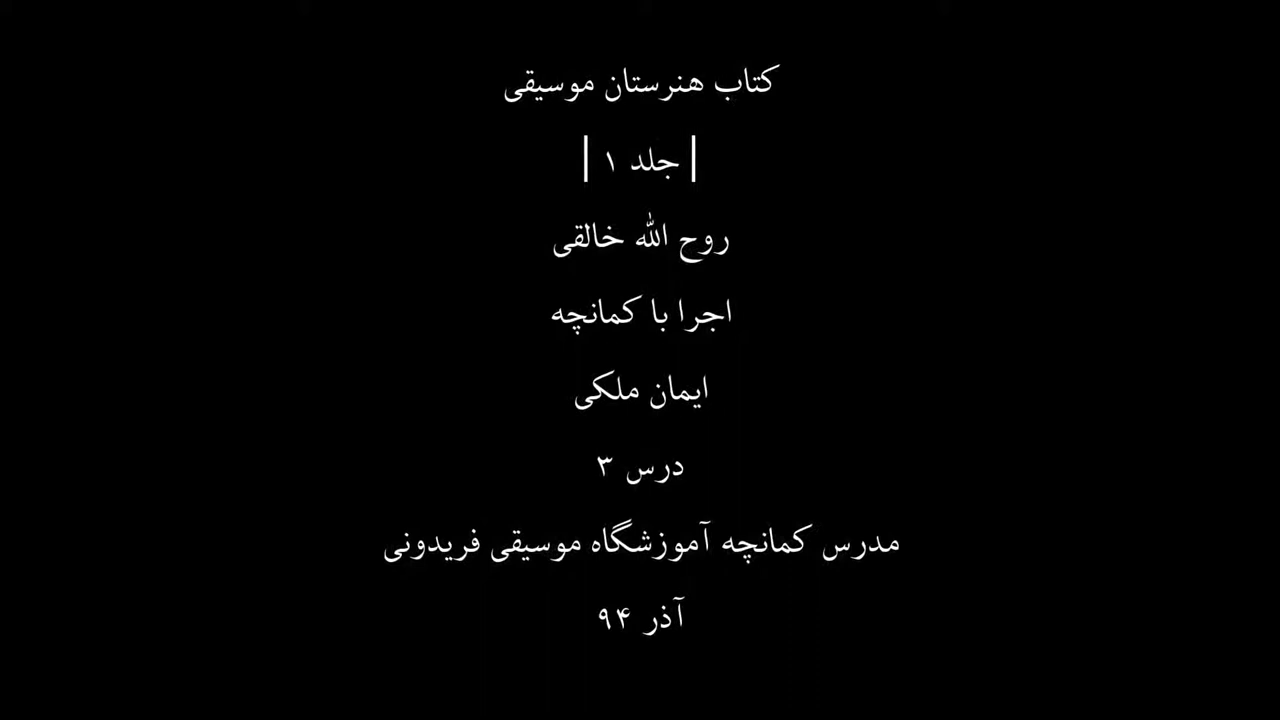 کتاب هنرستان موسیقی
| جلد ۱ |
روح الله خالقی
اجرا با کمانچه
ایمان ملکی
درس ۳
مدرس کمانچه آموزشگاه موسیقی فریدونی
آذر ۹۴